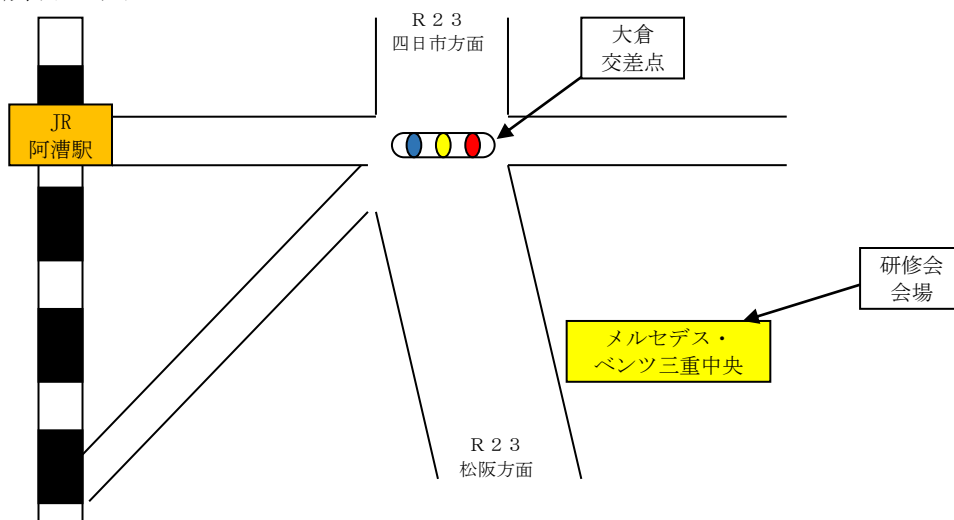 R23
四日市方面
大倉
交差点
JR
阿漕駅
研修会
会場
メルセデス・
ベンツ三重中央
R23
松阪方面